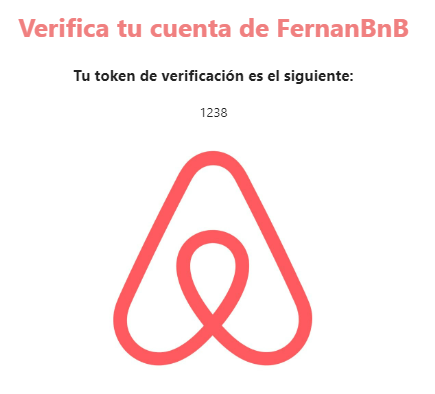 Verifica tu cuenta de FernanBnB
Tu token de verificación es el siguiente:
1238